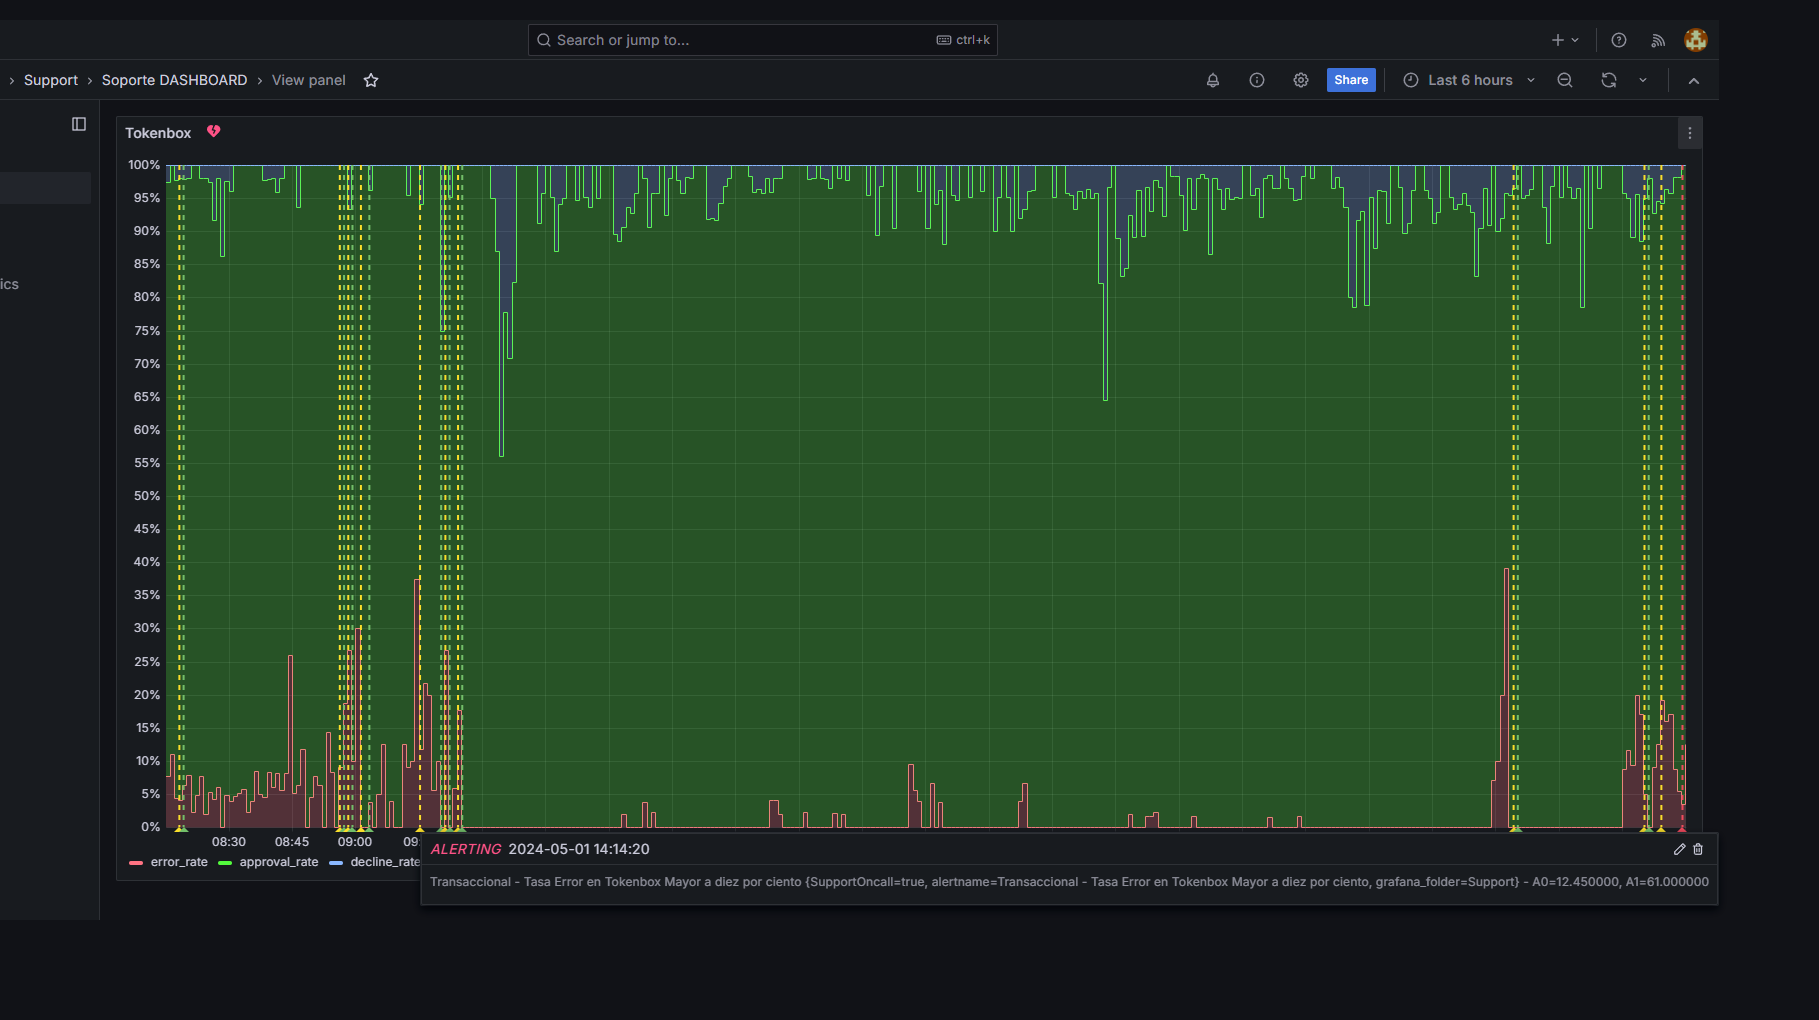 Search or jump to...
ctrl+k
Support
Soporte DASHBOARD
View panel
Share
Last 6 hours
ics
Tokenbox
100%
95%
90%
85%
80%
75%
70%
65%
60%
55%
50%
45%
40%
35%
30%
25%
20%
15%
10%
5%
0%
08:30
08:45
09:00
09
error_rate
approval_rate
decline_rate
ALERTING 2024-05-01 14:14:20
Transaccional - Tasa Error en Tokenbox Mayor a diez por ciento {SupportOncall=true, alertname=Transaccional - Tasa Error en Tokenbox Mayor a diez por ciento, grafana_folder=Support} - A0=12.450000, A1=61.000000